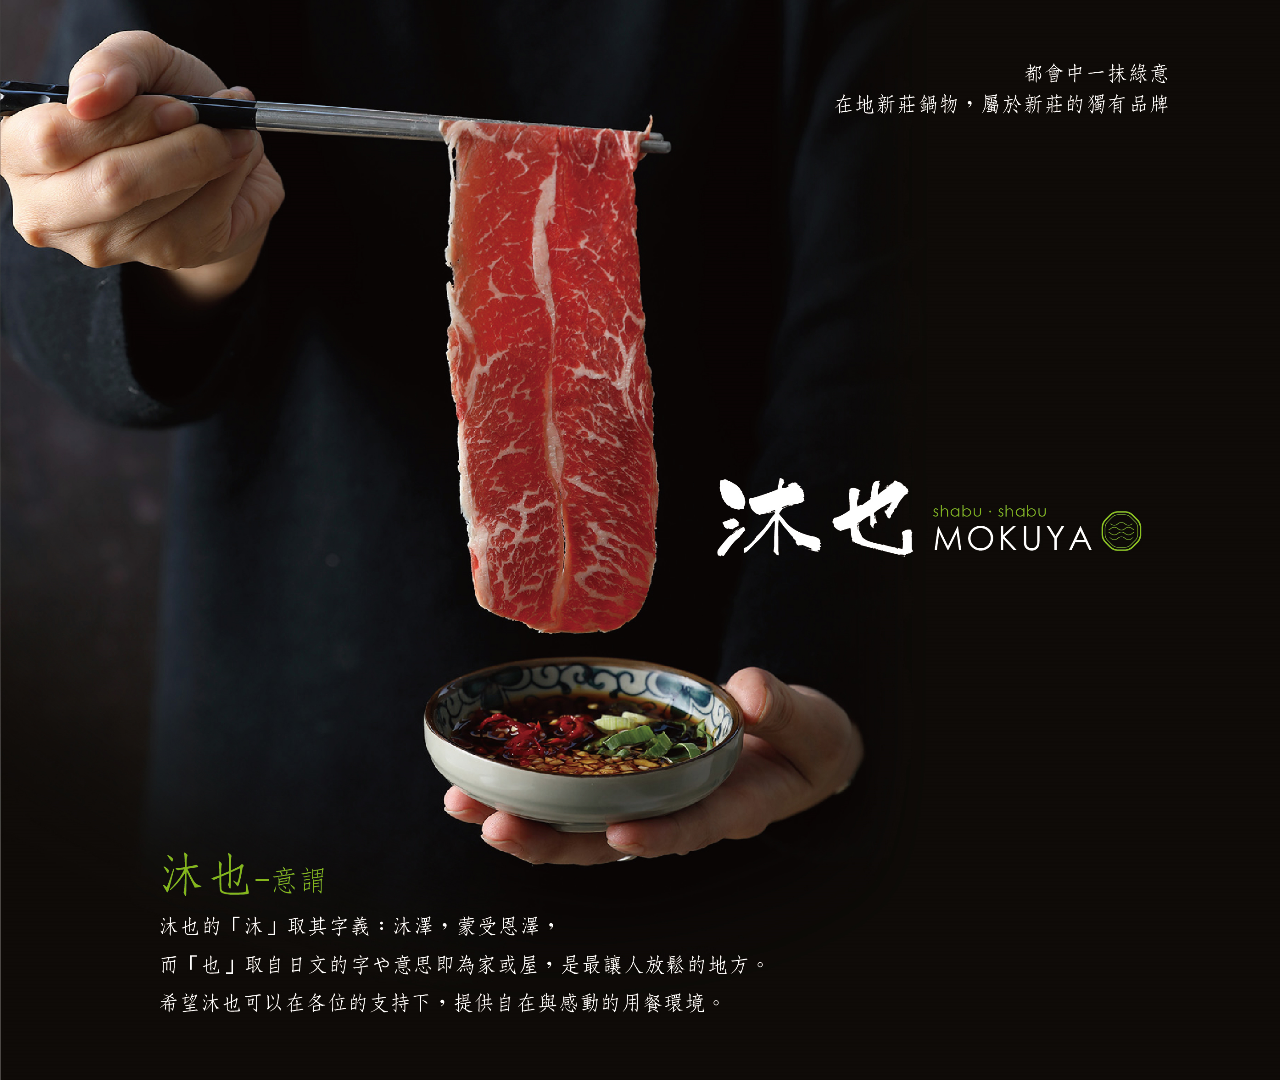 都會中一抹綠意
在地新莊鍋物，屬於新莊的獨有品牌
沐也
shabu · shabu
MOKUYA
沐也–意謂
沐也的「沐」取其字義：沐澤，蒙受恩澤，
而「也」取自日文的字や意思即為家或屋，是最讓人放鬆的地方。
希望沐也可以在各位的支持下，提供自在與感動的用餐環境。